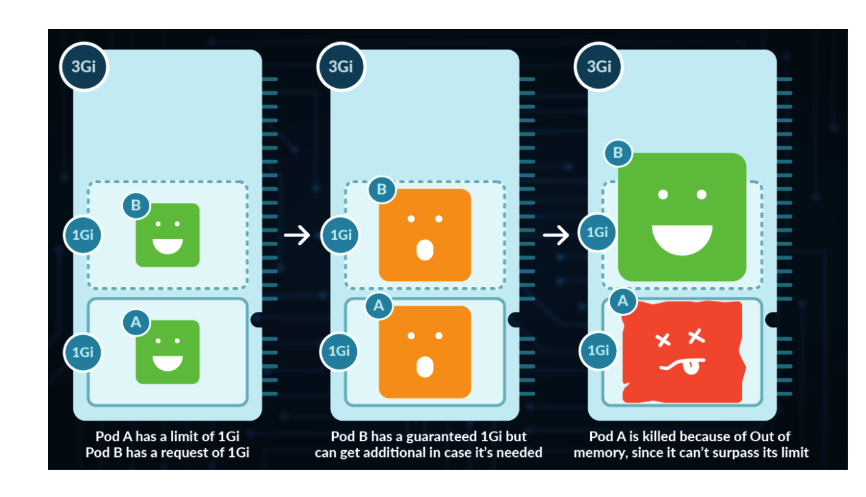 3Gi
B
1Gi
A
1Gi
Pod A has a limit of 1Gi
Pod B has a request of 1Gi
3Gi
B
1Gi
A
1Gi
Pod B has a guaranteed 1Gi but
can get additional in case it's needed
3Gi
B
1Gi
A
1Gi
Pod A is killed because of Out of
memory, since it can't surpass its limit